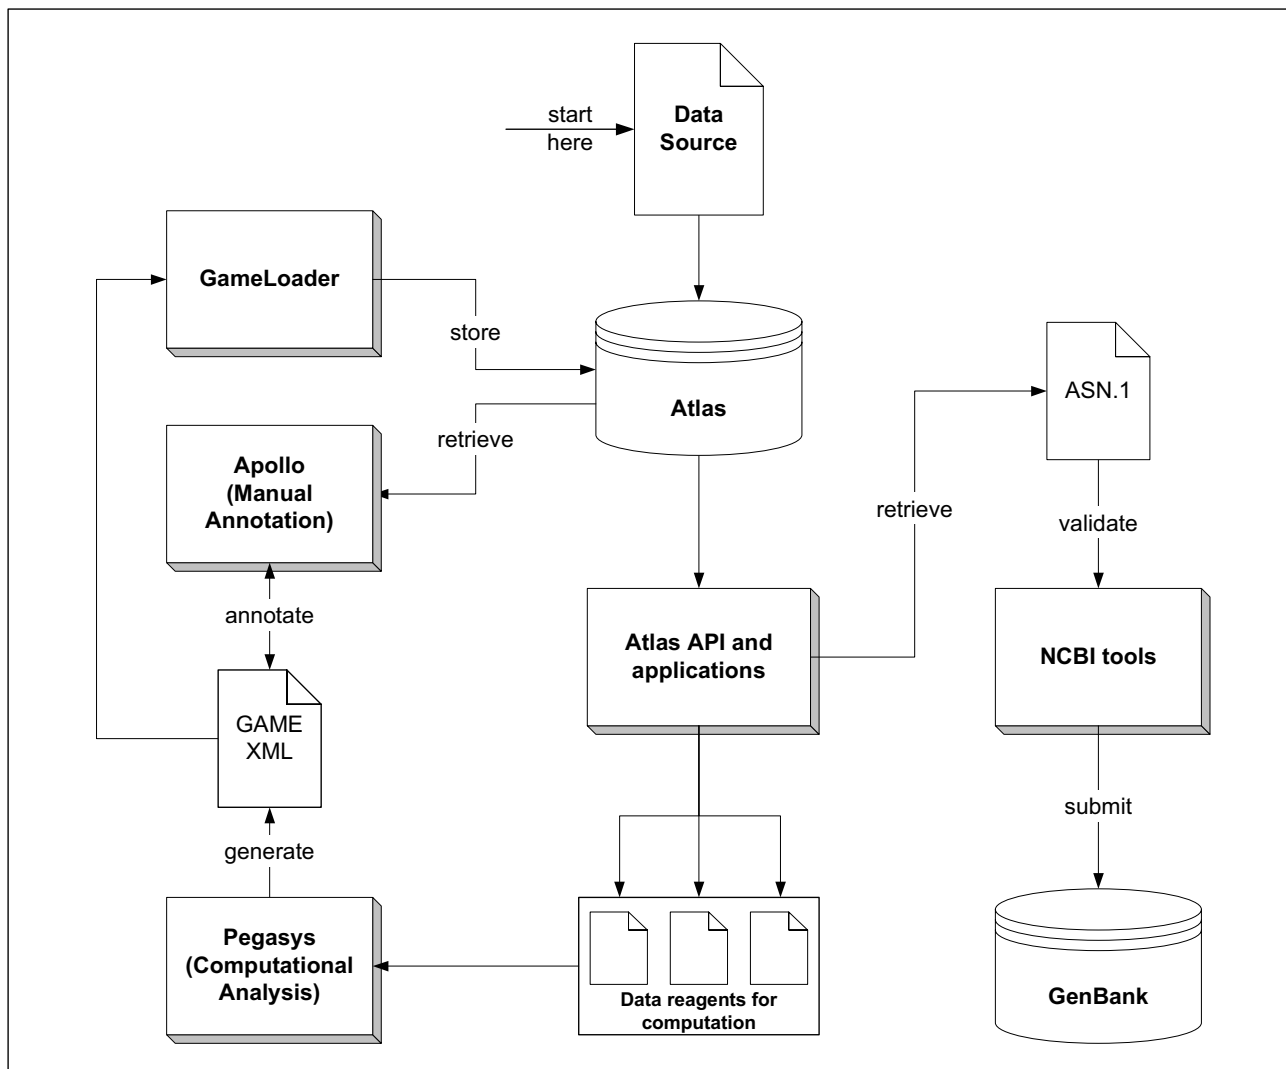 start
here
Data
Source
GameLoader
store
Atlas
ASN.1
retrieve
Apollo
(Manual
Annotation)
retrieve
validate
annotate
Atlas API and
applications
NCBI tools
GAME
XML
generate
submit
Pegasys
(Computational
Analysis)
Data reagents for
computation
GenBank